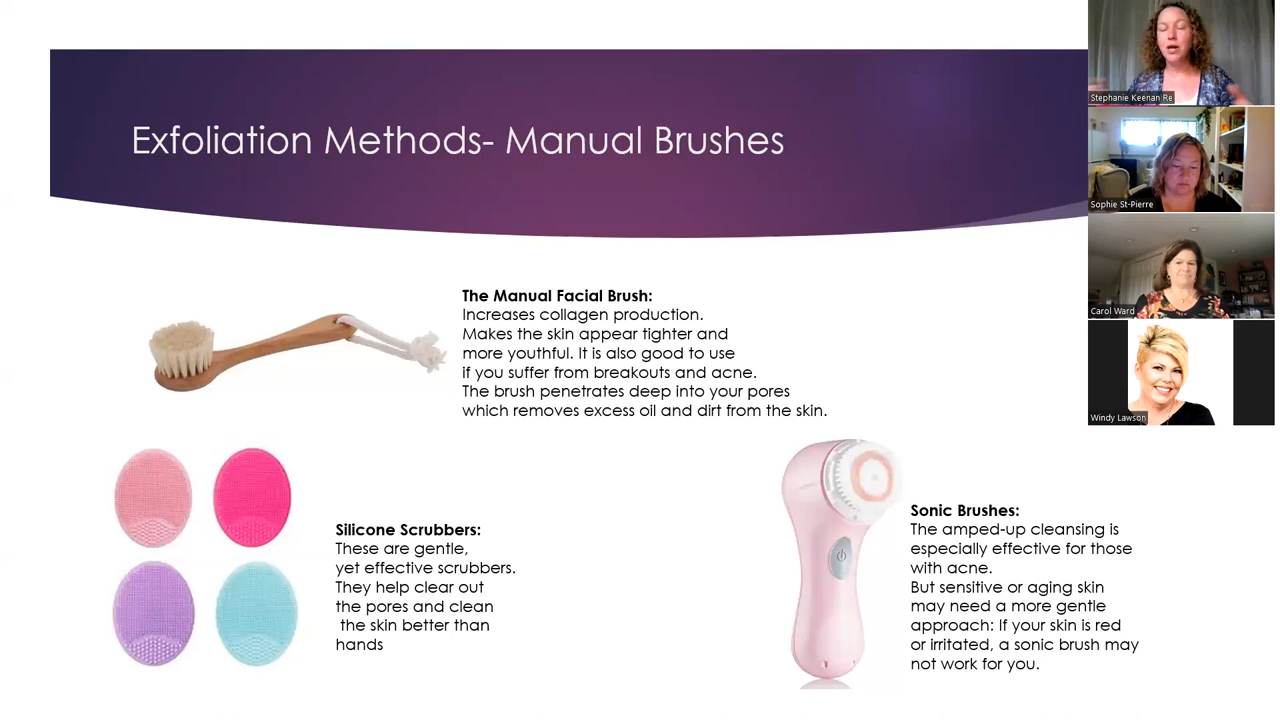 Exfoliation Methods- Manual Brushes
The Manual Facial Brush:
Increases collagen production.
Makes the skin appear tighter and
more youthful. It is also good to use
if you suffer from breakouts and acne.
The brush penetrates deep into your pores
which removes excess oil and dirt from the skin.
Silicone Scrubbers:
These are gentle,
yet effective scrubbers.
They help clear out
the pores and clean
the skin better than
hands
Sonic Brushes:
The amped-up cleansing is
especially effective for those
with acne.
But sensitive or aging skin
may need a more gentle
approach: If your skin is red
or irritated, a sonic brush may
not work for you.
Stephanie Keenan Re
Sophie St-Pierre
Carol Ward
Windy Lawson